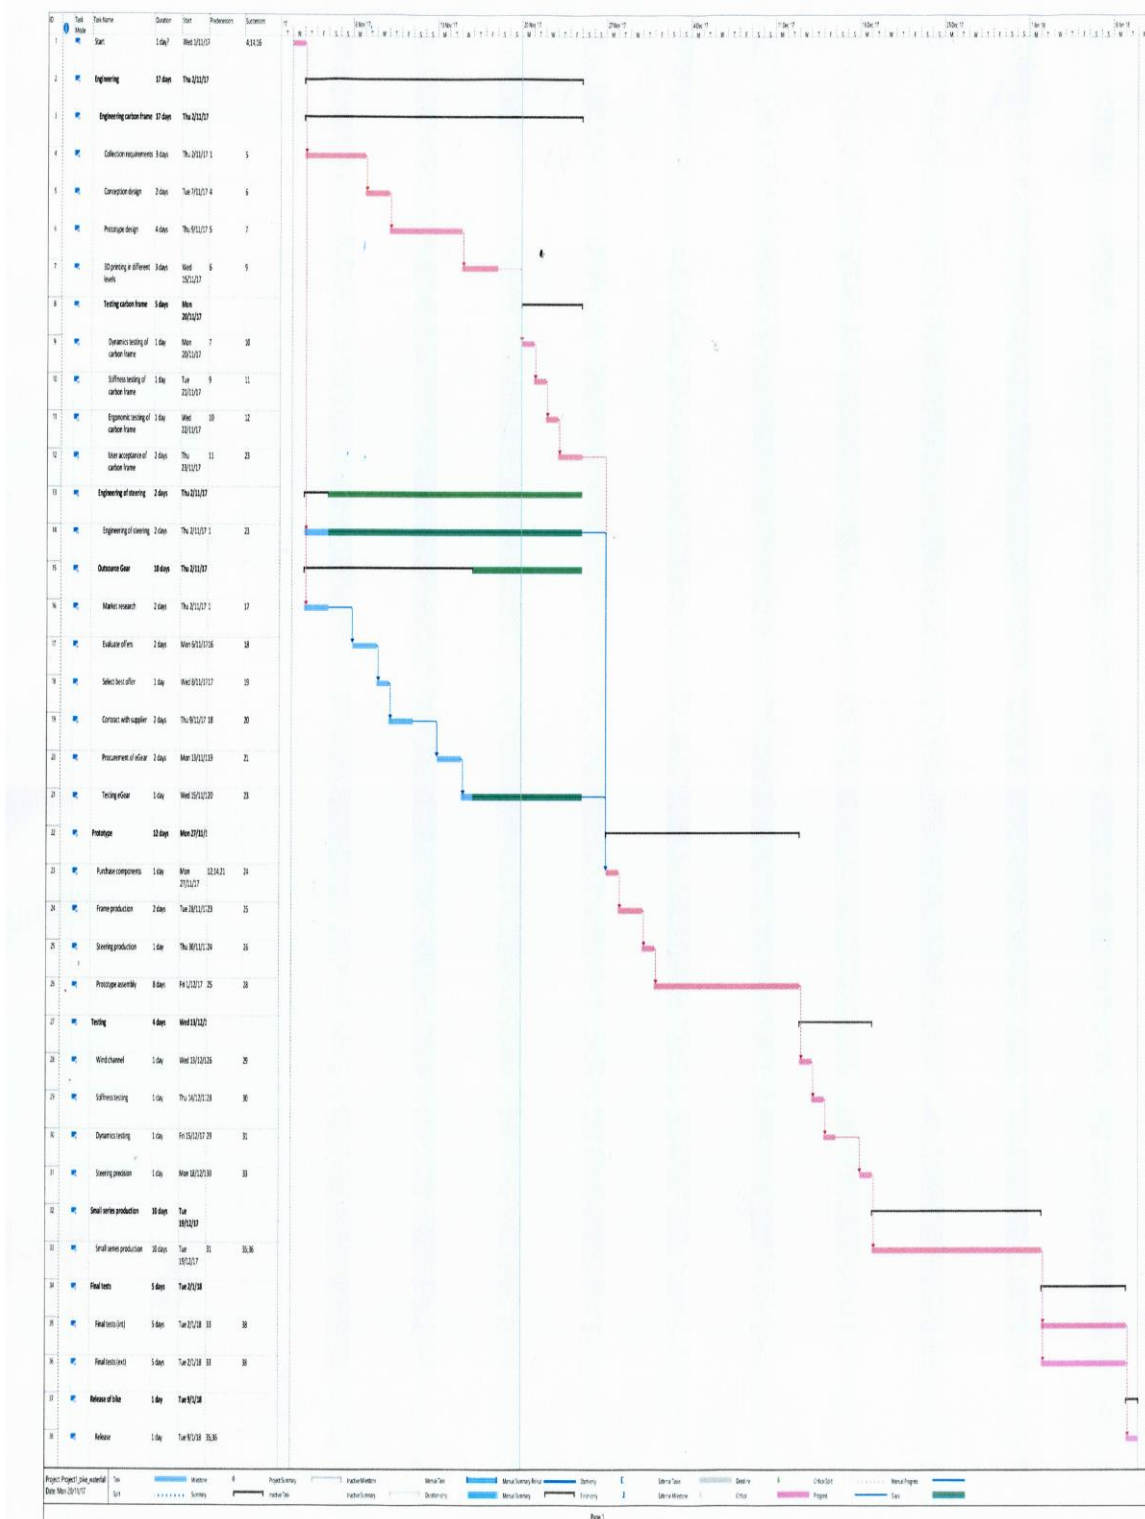 ID Task Mode Task Name Duration Start Predecessors Successors
1 Start 1 day? Wed 1/11/17 4,14,16
2 Engineering 17 days Thu 2/11/17
3 Engineering carbon frame 17 days Thu 2/11/17
4 Collection requirements 3 days Thu 2/11/17 1 5
5 Conception design 2 days Tue 7/11/17 4 6
6 Prototype design 4 days Thu 9/11/17 5 7
7 3D printing in different levels 3 days Wed 15/11/17 6 9
8 Testing carbon frame 5 days Mon 20/11/17
9 Dynamics testing of carbon frame 1 day Mon 20/11/17 7 10
10 Stiffness testing of carbon frame 1 day Tue 21/11/17 9 11
11 Ergonomic testing of carbon frame 1 day Wed 22/11/17 10 12
12 User acceptance of carbon frame 2 days Thu 23/11/17 11 23
13 Engineering of steering 2 days Thu 2/11/17
14 Engineering of steering 2 days Thu 2/11/17 1 23
15 Outsource Gear 10 days Thu 2/11/17
16 Market research 2 days Thu 2/11/17 1 17
17 Evaluate offers 2 days Mon 6/11/17 16 18
18 Select best offer 1 day Wed 8/11/17 17 19
19 Contract with supplier 2 days Thu 9/11/17 18 20
20 Procurement of eGear 2 days Mon 13/11/1 19 21
21 Testing eGear 1 day Wed 15/11/1 20 23
22 Prototype 12 days Mon 27/11/1
23 Purchase components 1 day Mon 27/11/17 12,14,21 24
24 Frame production 2 days Tue 28/11/1 23 25
25 Steering production 1 day Thu 30/11/1 24 26
26 Prototype assembly 8 days Fri 1/12/17 25 28
27 Testing 4 days Wed 13/12/1
28 Wind channel 1 day Wed 13/12/1 26 29
29 Stiffness testing 1 day Thu 14/12/1 28 30
30 Dynamics testing 1 day Fri 15/12/17 29 31
31 Steering precision 1 day Mon 18/12/1 30 33
32 Small series production 10 days Tue 19/12/17
33 Small series production 10 days Tue 19/12/17 31 35,36
34 Final tests 5 days Tue 2/1/18
35 Final tests (int) 5 days Tue 2/1/18 33 38
36 Final tests (ext) 5 days Tue 2/1/18 33 38
37 Release of bike 1 day Tue 9/1/18
38 Release 1 day Tue 9/1/18 35,36
Project: Project1_bike_waterfall
Date: Mon 20/11/17
Task Milestone Project Summary Inactive Milestone Manual Task Manual Summary Rollup Start-only External Tasks Deadline Critical Split Manual Progress
Split Summary Inactive Task Inactive Summary Duration-only Manual Summary Finish-only External Milestone Critical Progress Slack
Page 1